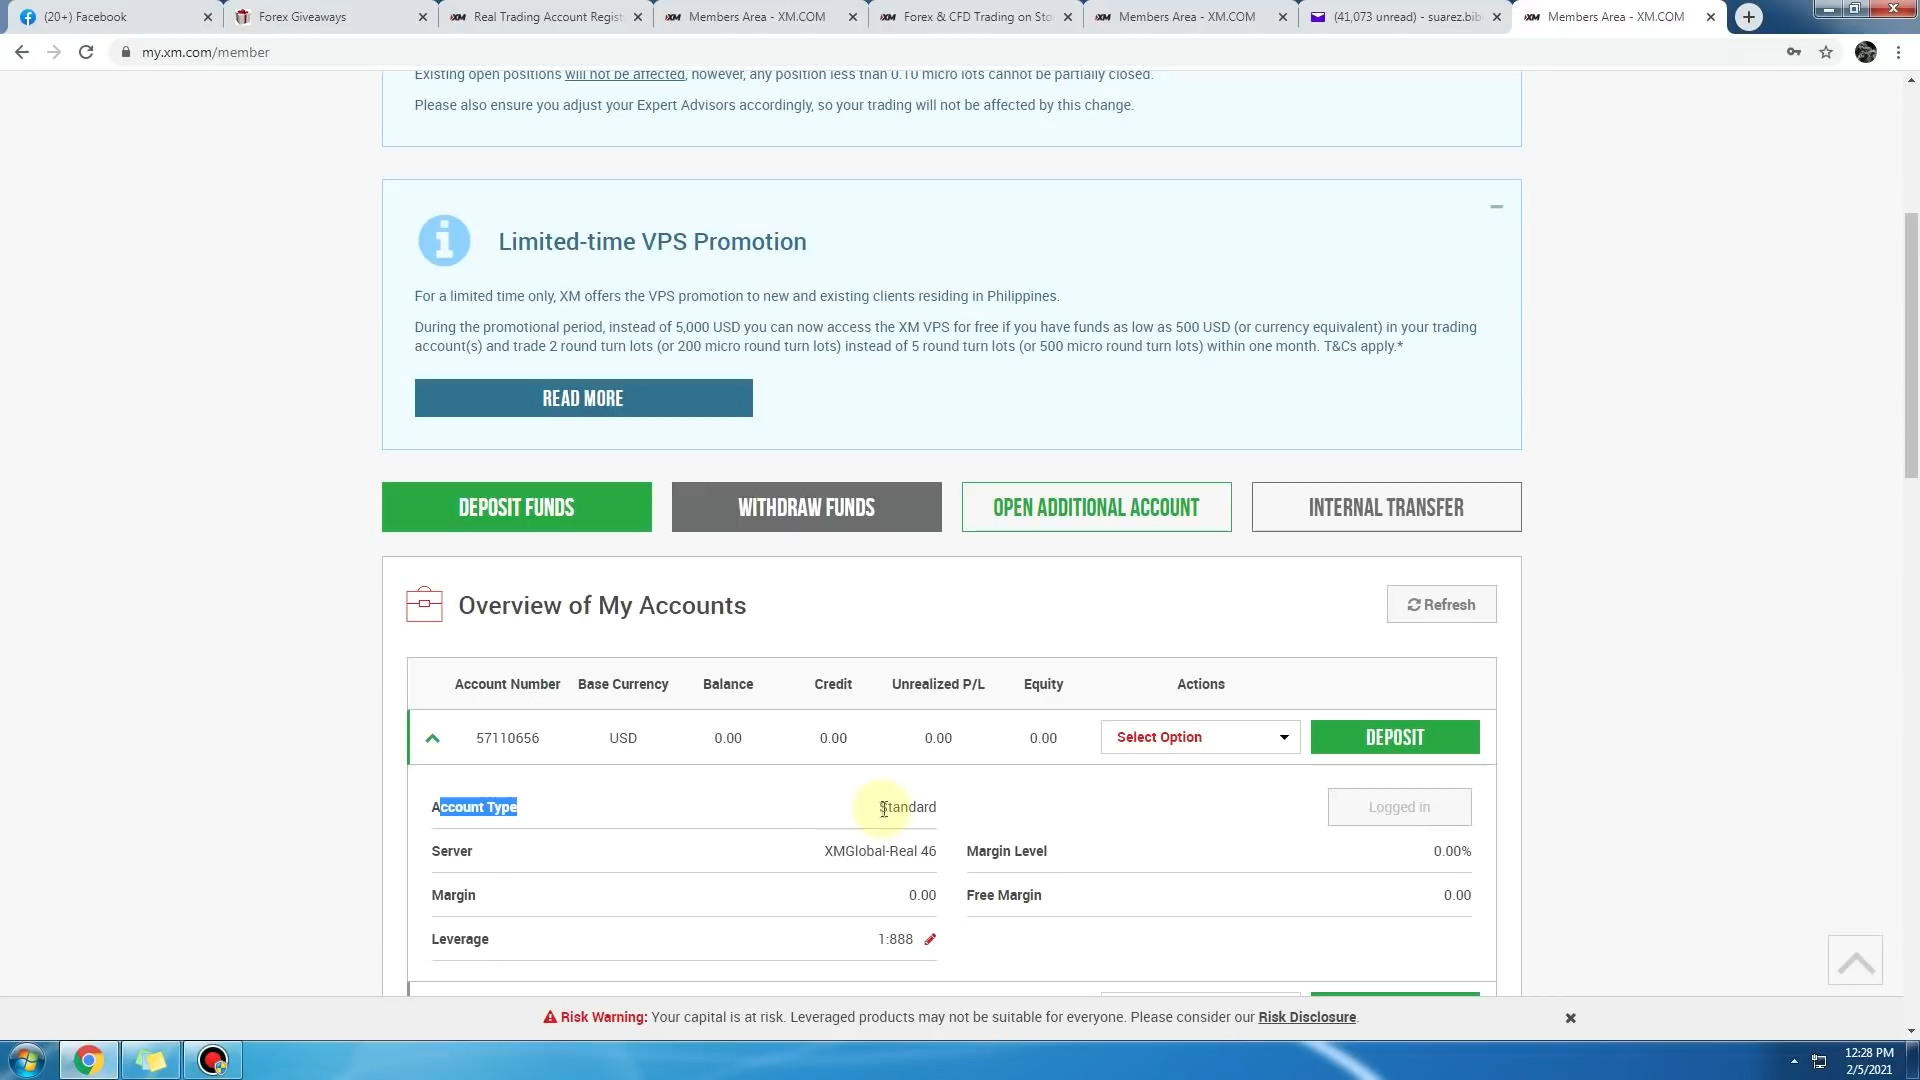 (20+) Facebook
Forex Giveaways
XM Real Trading Account Regist
XM Members Area - XM.COM
XM Forex & CFD Trading on Sto
XM Members Area - XM.COM
(41,073 unread) - suarez.bib
XM Members Area - XM.COM
my.xm.com/member
Existing open positions will not be affected, however, any position less than 0.10 micro lots cannot be partially closed.
Please also ensure you adjust your Expert Advisors accordingly, so your trading will not be affected by this change.
Limited-time VPS Promotion
For a limited time only, XM offers the VPS promotion to new and existing clients residing in Philippines.
During the promotional period, instead of 5,000 USD you can now access the XM VPS for free if you have funds as low as 500 USD (or currency equivalent) in your trading
account(s) and trade 2 round turn lots (or 200 micro round turn lots) instead of 5 round turn lots (or 500 micro round turn lots) within one month. T&Cs apply.*
READ MORE
DEPOSIT FUNDS
WITHDRAW FUNDS
OPEN ADDITIONAL ACCOUNT
INTERNAL TRANSFER
Overview of My Accounts
Refresh
Account Number Base Currency Balance Credit Unrealized P/L Equity Actions
57110656 USD 0.00 0.00 0.00 0.00 Select Option DEPOSIT
Account Type Standard
Logged in
Server XMGlobal-Real 46
Margin Level 0.00%
Margin 0.00
Free Margin 0.00
Leverage 1:888
Risk Warning: Your capital is at risk. Leveraged products may not be suitable for everyone. Please consider our Risk Disclosure.
12:28 PM
2/5/2021